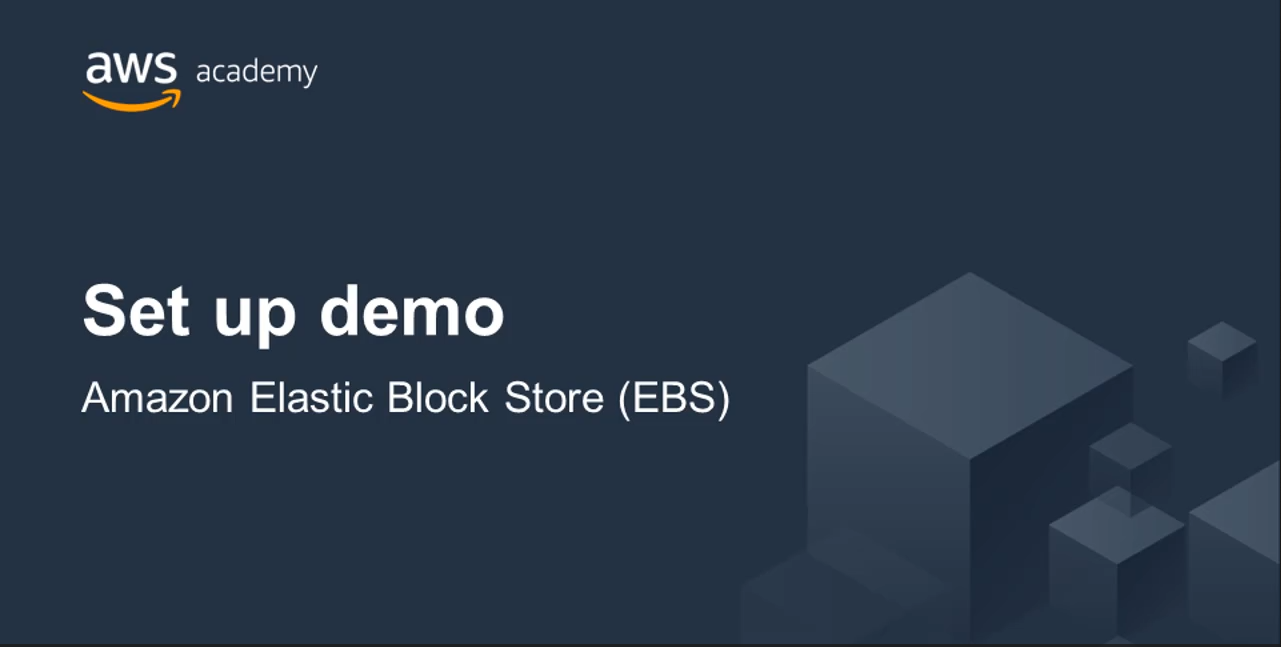 aws academy
Set up demo
Amazon Elastic Block Store (EBS)